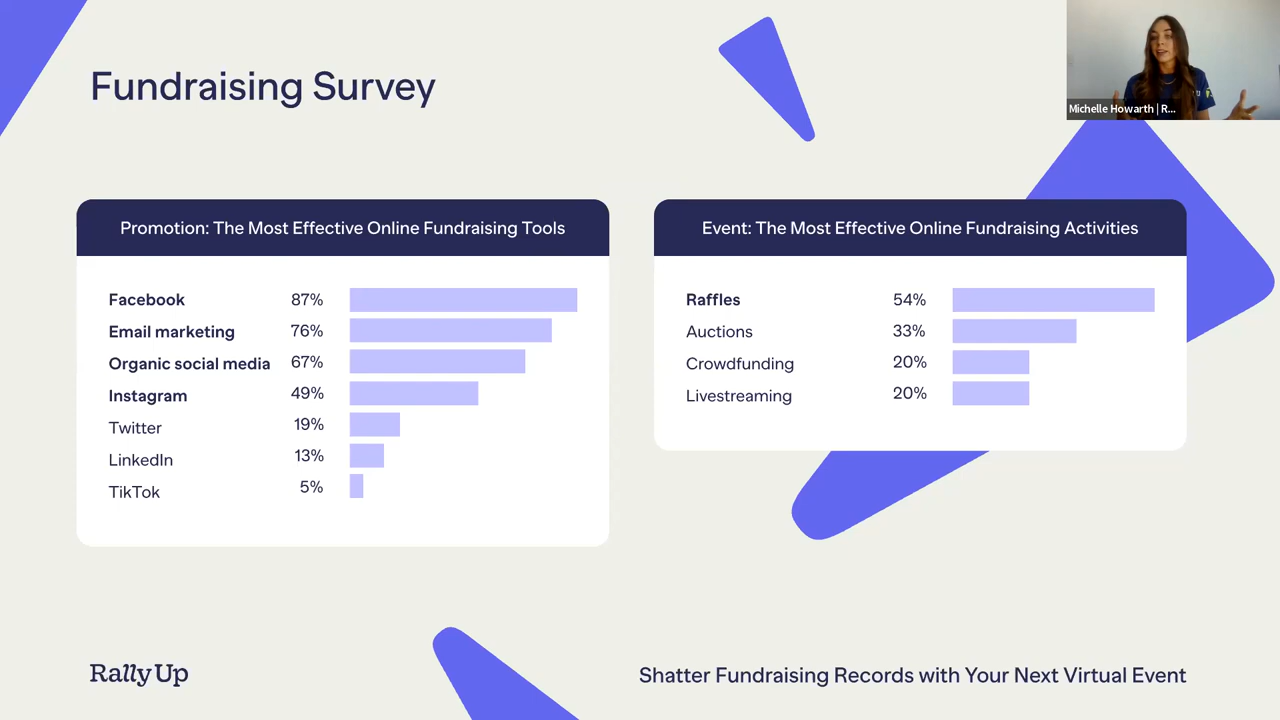 Fundraising Survey
Michelle Howarth | R...
Promotion: The Most Effective Online Fundraising Tools
Facebook 87%
Email marketing 76%
Organic social media 67%
Instagram 49%
Twitter 19%
LinkedIn 13%
TikTok 5%
Event: The Most Effective Online Fundraising Activities
Raffles 54%
Auctions 33%
Crowdfunding 20%
Livestreaming 20%
RallyUp
Shatter Fundraising Records with Your Next Virtual Event